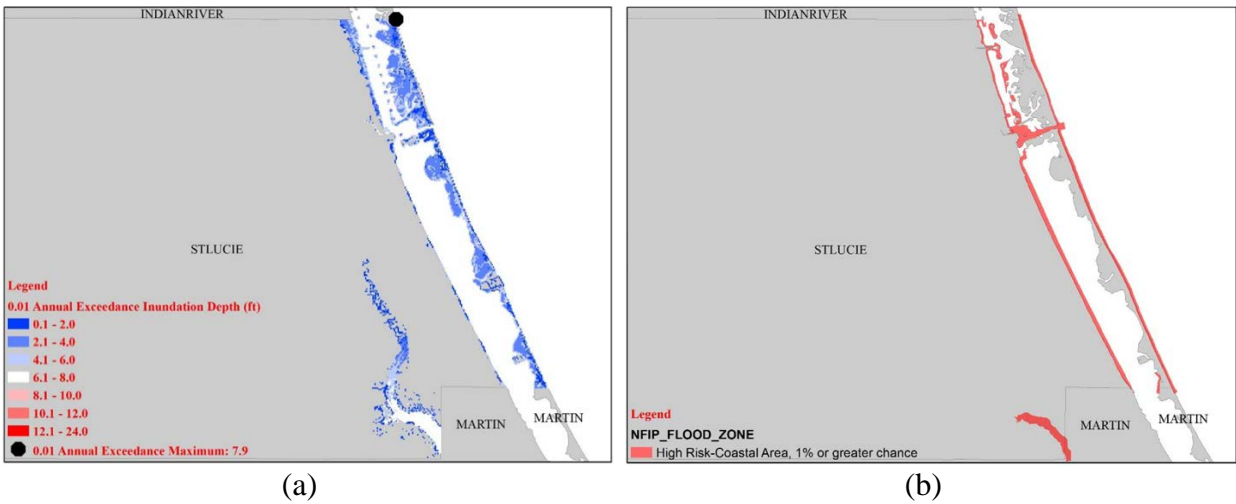 INDIANRIVER
STLUCIE
Legend
0.01 Annual Exceedance Inundation Depth (ft)
0.1 - 2.0
2.1 - 4.0
4.1 - 6.0
6.1 - 8.0
8.1 - 10.0
10.1 - 12.0
12.1 - 24.0
0.01 Annual Exceedance Maximum: 7.9
MARTIN
MARTIN
(a)
INDIANRIVER
STLUCIE
Legend
NFIP_FLOOD_ZONE
High Risk-Coastal Area, 1% or greater chance
MARTIN
MARTIN
(b)